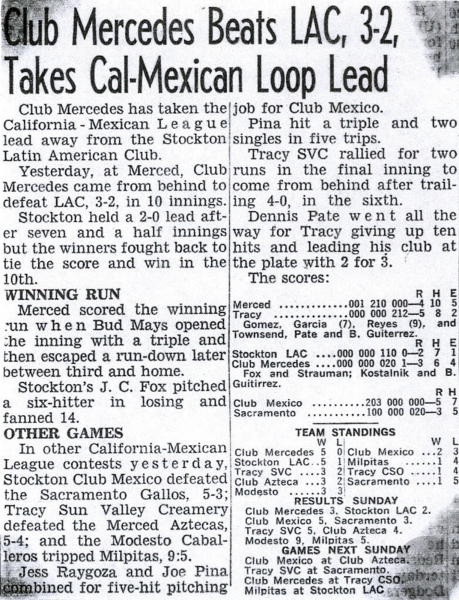 Club Mercedes Beats LAC, 3-2,
Takes Cal-Mexican Loop Lead
Club Mercedes has taken the
California - Mexican League
lead away from the Stockton
Latin American Club.
Yesterday, at Merced, Club
Mercedes came from behind to
defeat LAC, 3-2, in 10 innings.
Stockton held a 2-0 lead aft-
er seven and a half innings
but the winners fought back to
tie the score and win in the
10th.
WINNING RUN
Merced scored the winning
run when Bud Mays opened
the inning with a triple and
then escaped a run-down later
between third and home.
Stockton's J. C. Fox pitched
a six-hitter in losing and
fanned 14.
OTHER GAMES
In other California-Mexican
League contests yesterday,
Stockton Club Mexico defeated
the Sacramento Gallos, 5-3;
Tracy Sun Valley Creamery
defeated the Merced Aztecas,
5-4; and the Modesto Cabal-
leros tripped Milpitas, 9:5.
Jess Raygoza and Joe Pina
combined for five-hit pitching
job for Club Mexico.
Pina hit a triple and two
singles in five trips.
Tracy SVC rallied for two
runs in the final inning to
come from behind after trail-
ing 4-0, in the sixth.
Dennis Pate went all the
way for Tracy giving up ten
hits and leading his club at
the plate with 2 for 3.
The scores:
R H E
Merced ............001 210 000—4 10 5
Tracy ..............000 000 212—5 8 2
Gomez, Garcia (7), Reyes (9), and
Townsend, Pate and B. Guiterrez.
R H E
Stockton LAC ....000 000 110 0—2 7 1
Club Mercedes ...000 000 020 1—3 6 4
Fox and Strauman; Kostalnik and B.
Guitirrez.
R H
Club Mexico ..........203 000 000—5 7
Sacramento ..........100 000 020—3 5
TEAM STANDINGS
W L W L
Club Mercedes 5 0 Club Mexico ...2 3
Stockton LAC..5 1 Milpitas .......1 4
Tracy SVC ....3 2 Tracy CSO ....1 4
Club Azteca ...3 2 Sacramento ....1 5
Modesto ......3 3
RESULTS SUNDAY
Club Mercedes 3, Stockton LAC 2.
Club Mexico 5, Sacramento 3.
Tracy SVC 5, Club Azteca 4.
Modesto 9, Milpitas 5.
GAMES NEXT SUNDAY
Club Mexico at Club Azteca.
Tracy SVC at Sacramento.
Club Mercedes at Tracy CSO.
Milpitas at Stockton LAC.